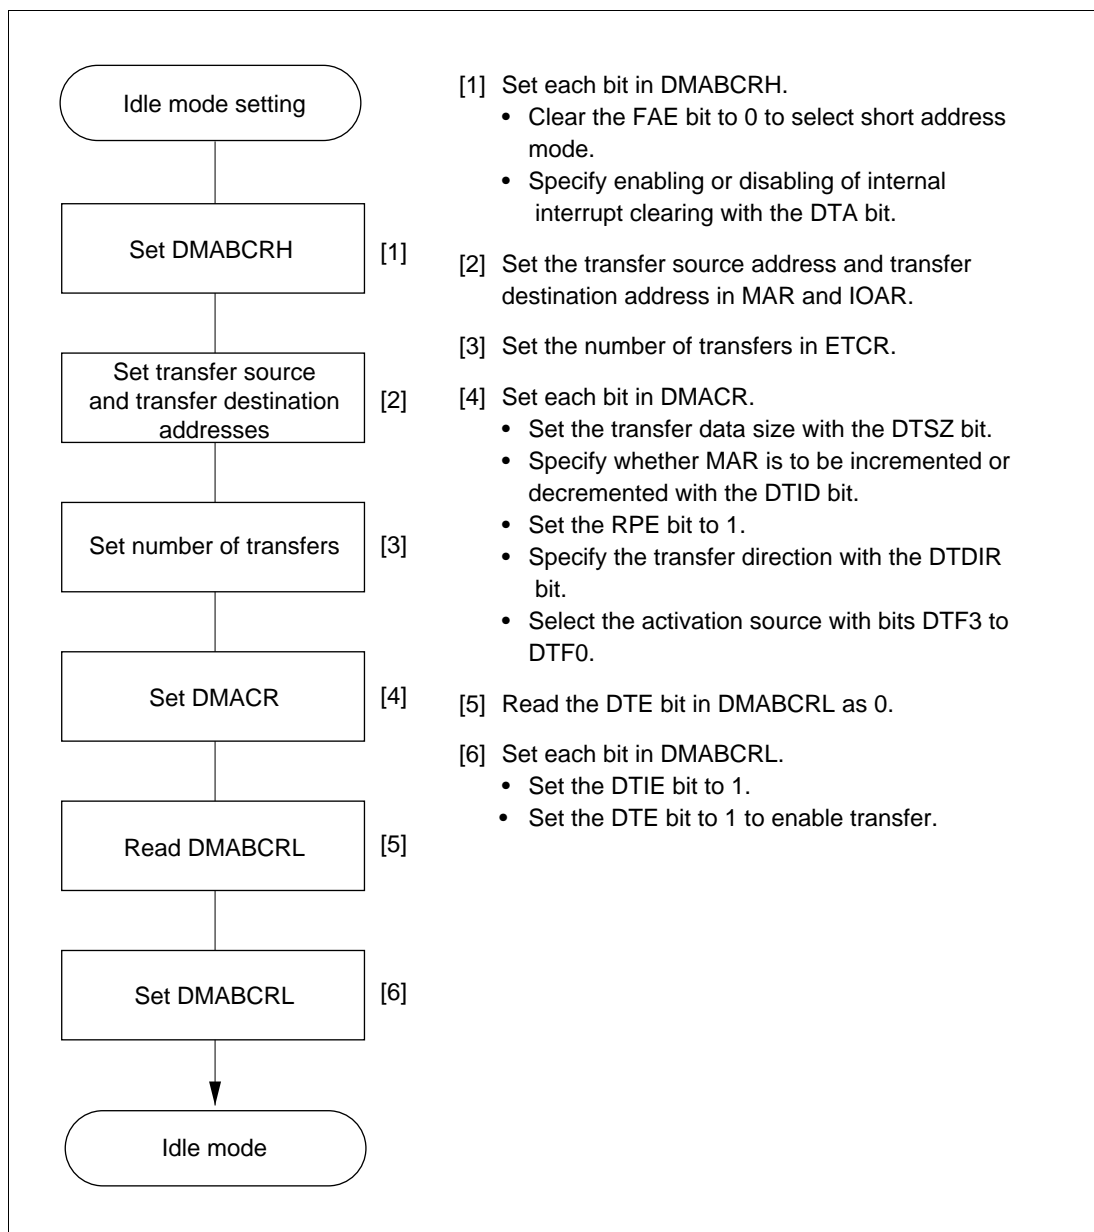 Idle mode setting
Set DMABCRH
[1]
Set transfer source
and transfer destination
addresses
[2]
Set number of transfers
[3]
Set DMACR
[4]
Read DMABCRL
[5]
Set DMABCRL
[6]
Idle mode
[1] Set each bit in DMABCRH.
• Clear the FAE bit to 0 to select short address
mode.
• Specify enabling or disabling of internal
interrupt clearing with the DTA bit.
[2] Set the transfer source address and transfer
destination address in MAR and IOAR.
[3] Set the number of transfers in ETCR.
[4] Set each bit in DMACR.
• Set the transfer data size with the DTSZ bit.
• Specify whether MAR is to be incremented or
decremented with the DTID bit.
• Set the RPE bit to 1.
• Specify the transfer direction with the DTDIR
bit.
• Select the activation source with bits DTF3 to
DTF0.
[5] Read the DTE bit in DMABCRL as 0.
[6] Set each bit in DMABCRL.
• Set the DTIE bit to 1.
• Set the DTE bit to 1 to enable transfer.